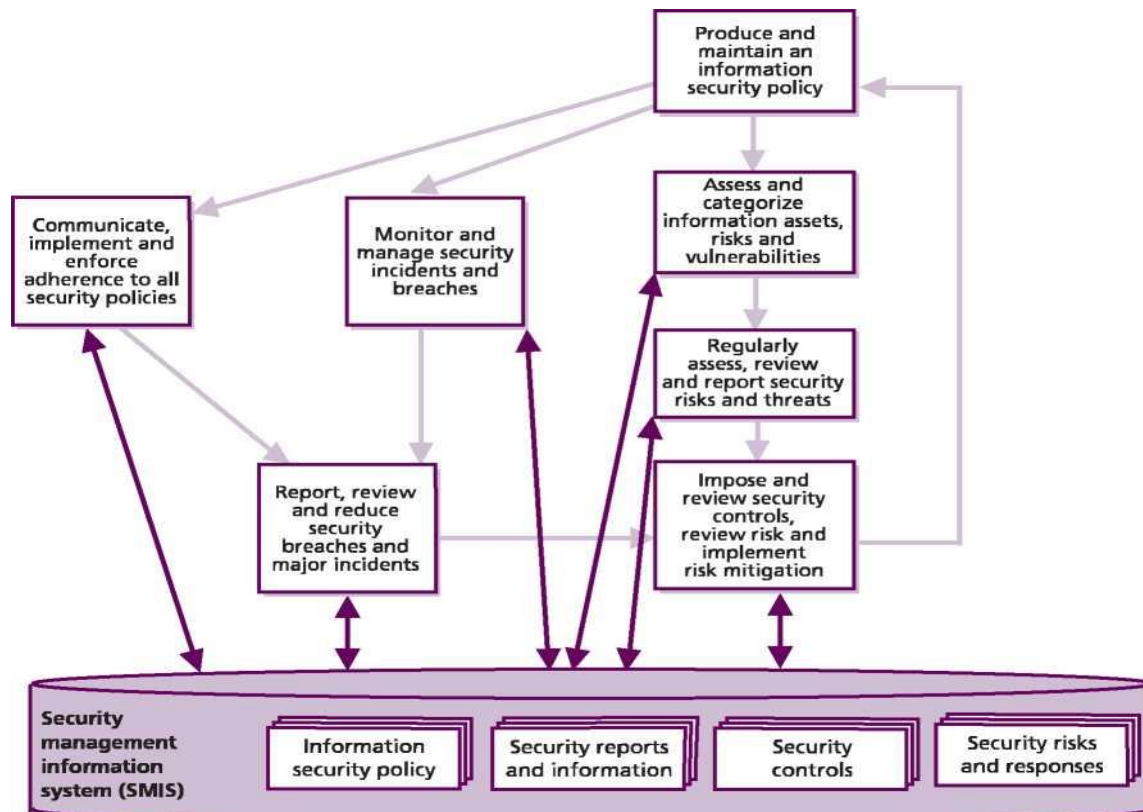 Produce and
maintain an
information
security policy
Communicate,
implement and
enforce
adherence to all
security policies
Monitor and
manage security
incidents and
breaches
Assess and
categorize
information assets,
risks and
vulnerabilities
Regularly
assess, review
and report security
risks and threats
Report, review
and reduce
security
breaches and
major incidents
Impose and
review security
controls,
review risk and
implement
risk mitigation
Security
management
information
system (SMIS)
Information
security policy
Security reports
and information
Security
controls
Security risks
and responses